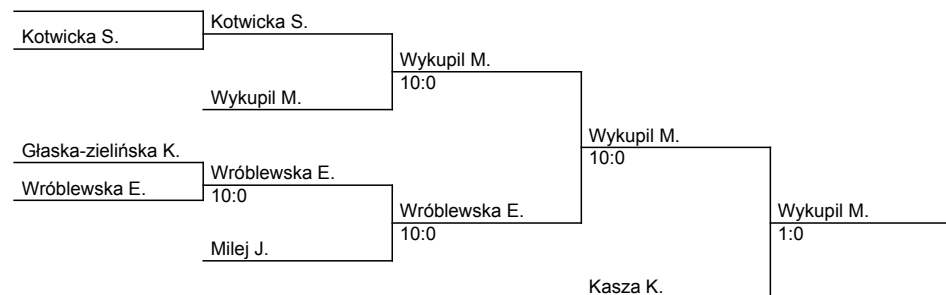 Kotwicka S.
Kotwicka S.
Wykupil M.
10:0
Wykupil M.
Wykupil M.
10:0
Głaska-zielińska K.
Wróblewska E.
10:0
Wróblewska E.
Wróblewska E.
10:0
Wykupil M.
1:0
Milej J.
Kasza K.